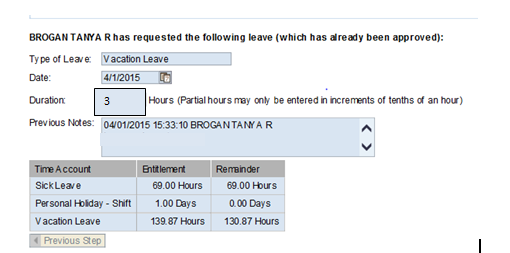 BROGAN TANYA R has requested the following leave (which has already been approved):
Type of Leave: Vacation Leave
Date: 4/1/2015
Duration: 3 Hours (Partial hours may only be entered in increments of tenths of an hour)
Previous Notes: 04/01/2015 15:33:10 BROGAN TANYA R
Time Account Entitlement Remainder
Sick Leave 69.00 Hours 69.00 Hours
Personal Holiday - Shift 1.00 Days 0.00 Days
Vacation Leave 139.87 Hours 130.87 Hours
Previous Step